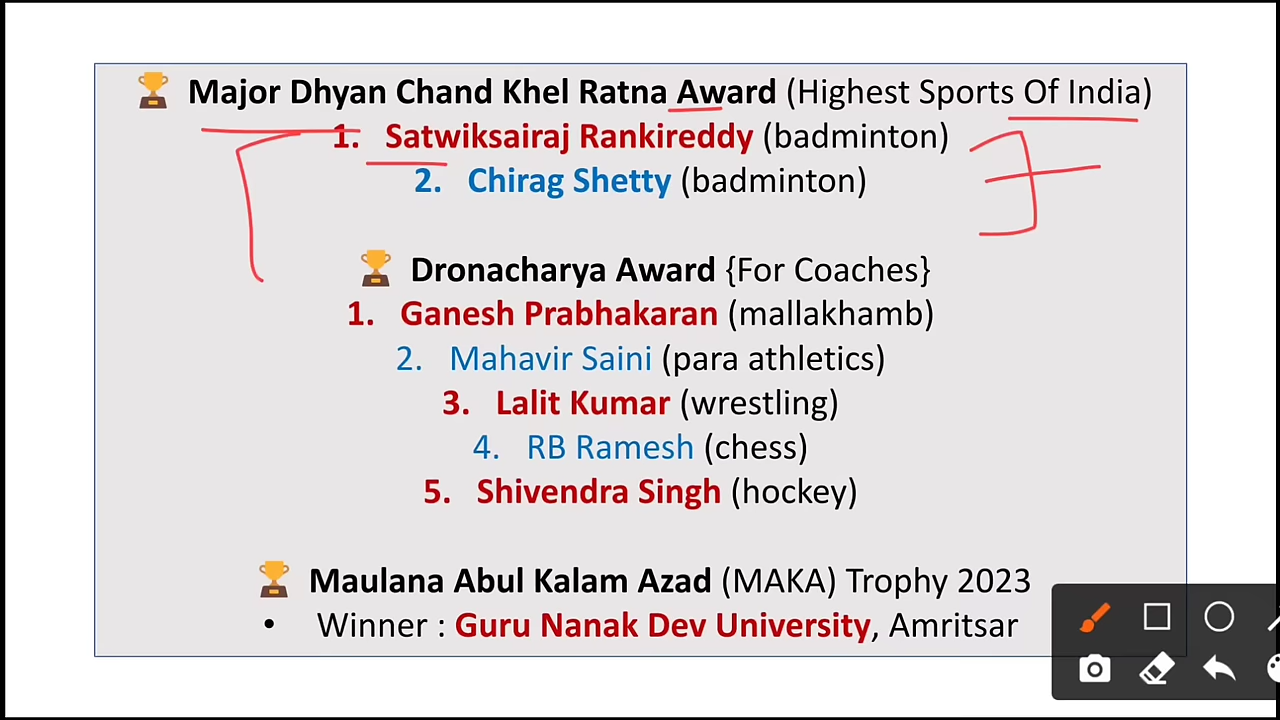 Major Dhyan Chand Khel Ratna Award (Highest Sports Of India)
1. Satwiksairaj Rankireddy (badminton)
2. Chirag Shetty (badminton)
Dronacharya Award {For Coaches}
1. Ganesh Prabhakaran (mallakhamb)
2. Mahavir Saini (para athletics)
3. Lalit Kumar (wrestling)
4. RB Ramesh (chess)
5. Shivendra Singh (hockey)
Maulana Abul Kalam Azad (MAKA) Trophy 2023
• Winner : Guru Nanak Dev University, Amritsar